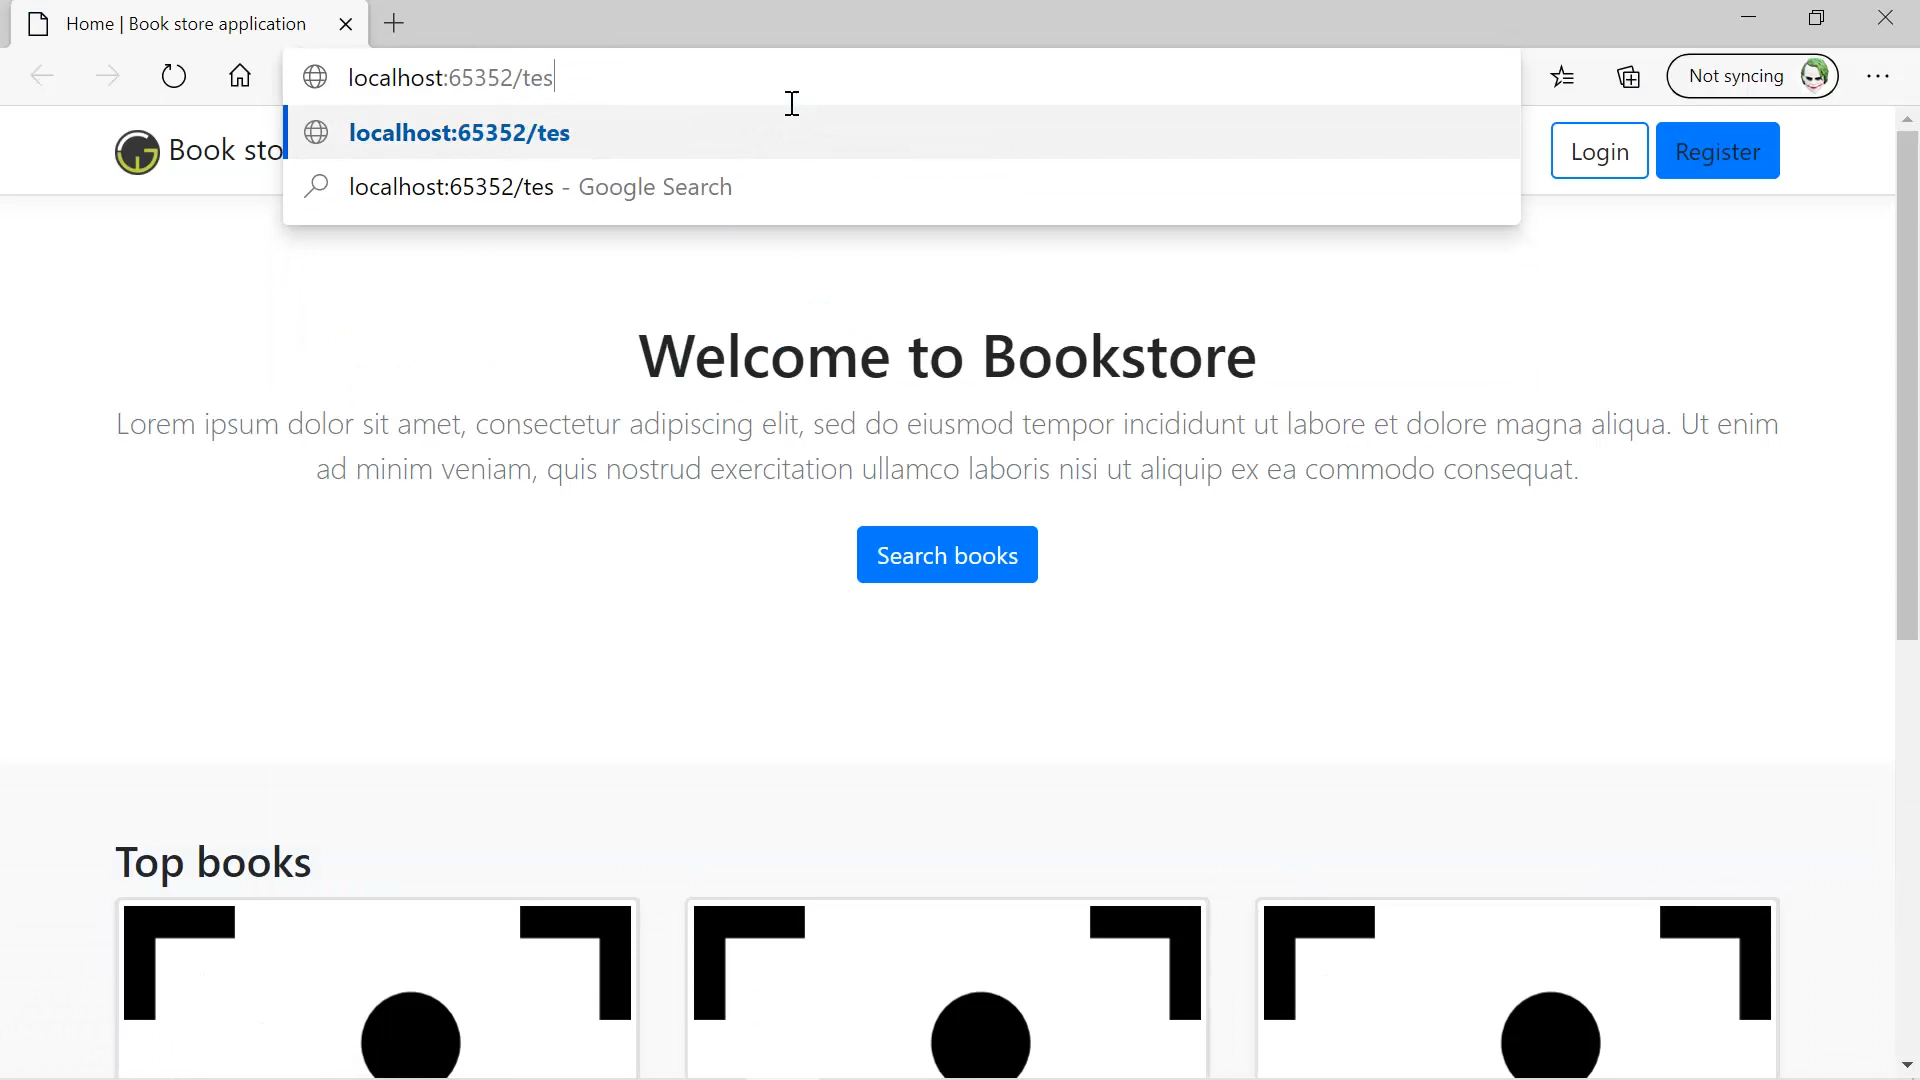 Home | Book store application
localhost:65352/tes
Not syncing
localhost:65352/tes
Book sto
Login
Register
localhost:65352/tes - Google Search
Welcome to Bookstore
Lorem ipsum dolor sit amet, consectetur adipiscing elit, sed do eiusmod tempor incididunt ut labore et dolore magna aliqua. Ut enim
ad minim veniam, quis nostrud exercitation ullamco laboris nisi ut aliquip ex ea commodo consequat.
Search books
Top books